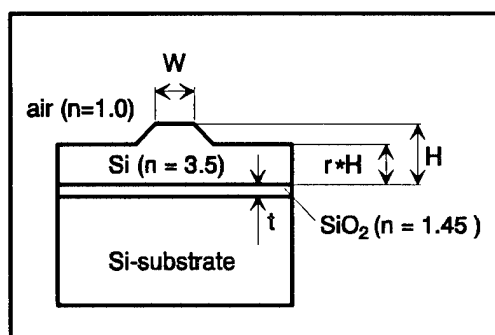 W
air (n=1.0)
H
Si (n = 3.5)
r*H
SiO₂ (n = 1.45 )
t
Si-substrate